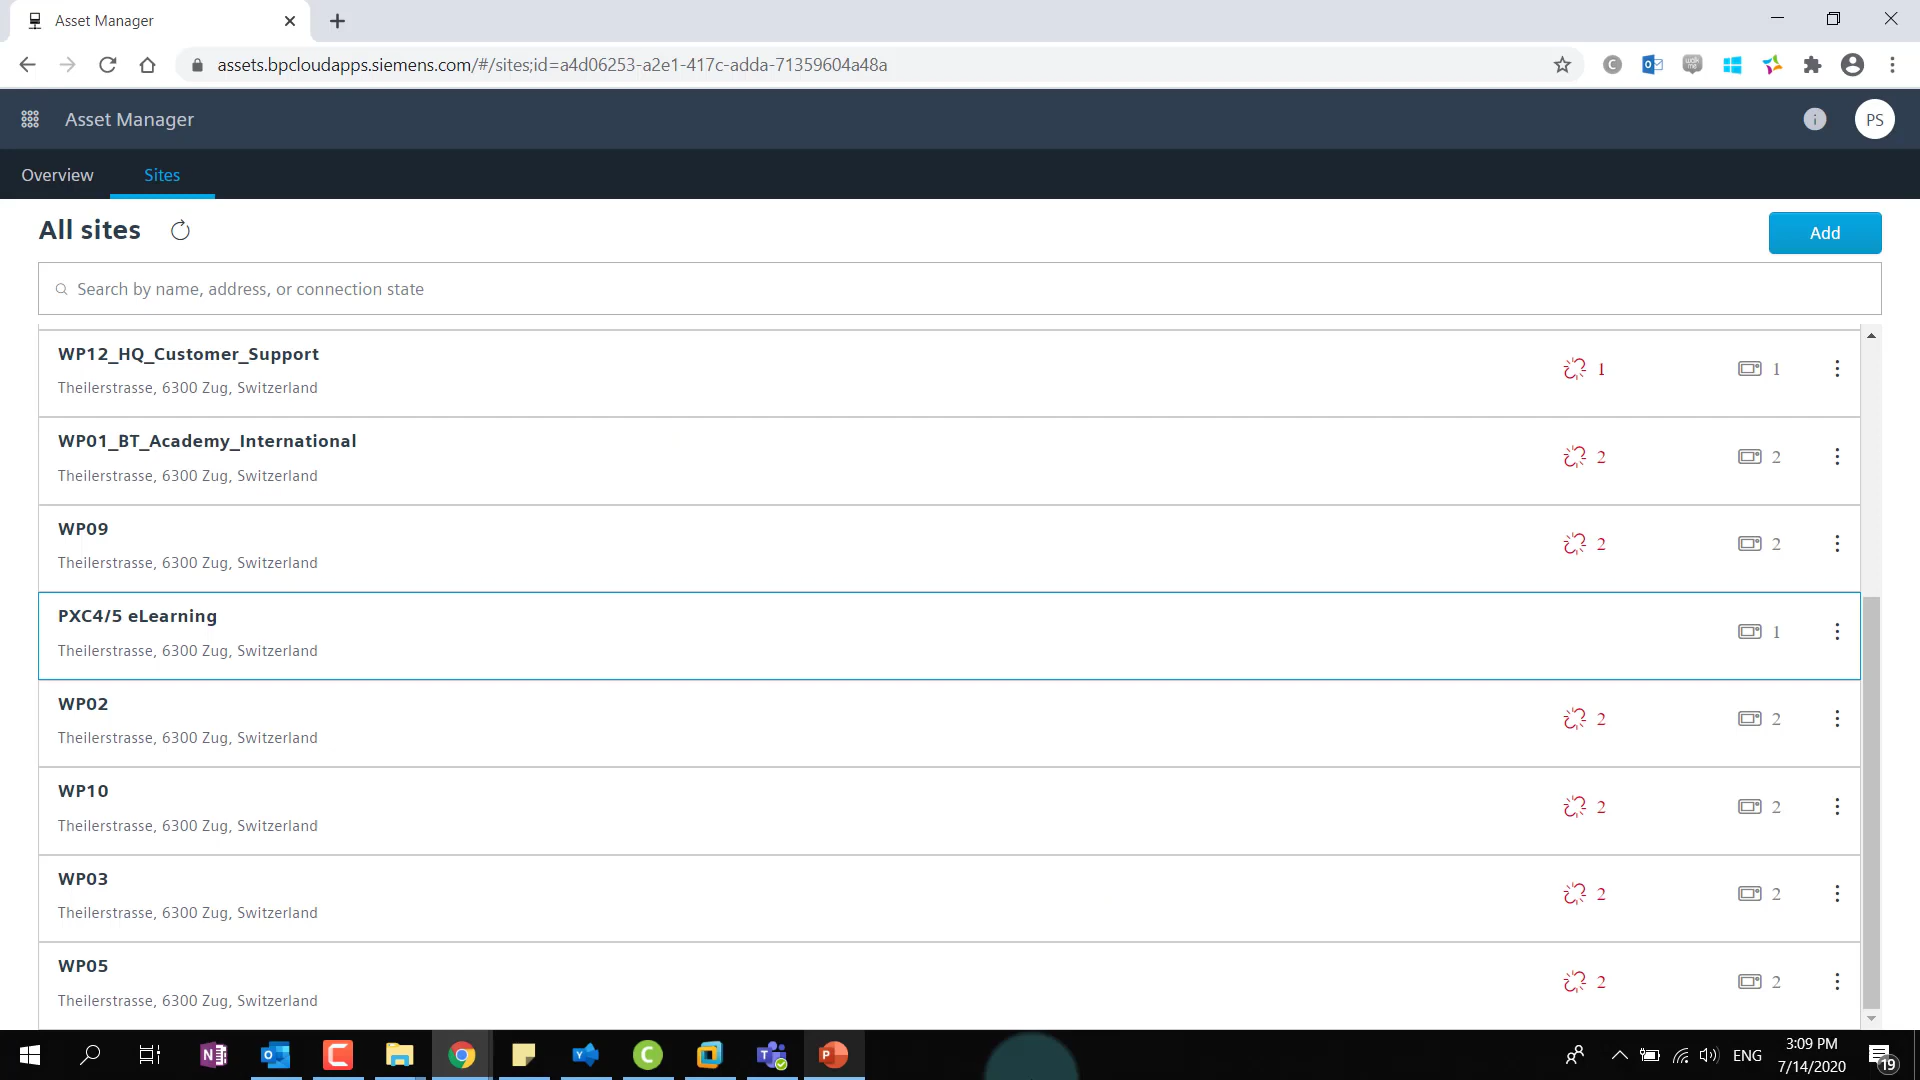 Asset Manager
assets.bpcloudapps.siemens.com/#/sites;id=a4d06253-a2e1-417c-adda-71359604a48a
Asset Manager
PS
Overview
Sites
All sites
Add
Search by name, address, or connection state
WP12_HQ_Customer_Support
Theilerstrasse, 6300 Zug, Switzerland
1
1
WP01_BT_Academy_International
Theilerstrasse, 6300 Zug, Switzerland
2
2
WP09
Theilerstrasse, 6300 Zug, Switzerland
2
2
PXC4/5 eLearning
Theilerstrasse, 6300 Zug, Switzerland
1
WP02
Theilerstrasse, 6300 Zug, Switzerland
2
2
WP10
Theilerstrasse, 6300 Zug, Switzerland
2
2
WP03
Theilerstrasse, 6300 Zug, Switzerland
2
2
WP05
Theilerstrasse, 6300 Zug, Switzerland
2
2
ENG
3:09 PM
7/14/2020
19